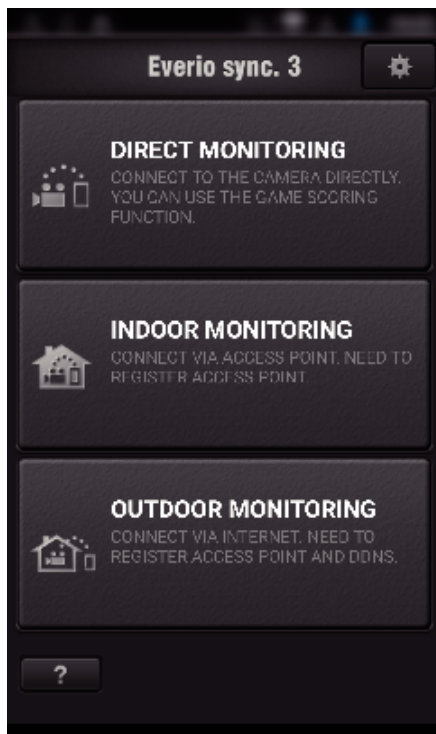 Everio sync. 3
DIRECT MONITORING
CONNECT TO THE CAMERA DIRECTLY.
YOU CAN USE THE GAME SCORING
FUNCTION.
INDOOR MONITORING
CONNECT VIA ACCESS POINT. NEED TO
REGISTER ACCESS POINT.
OUTDOOR MONITORING
CONNECT VIA INTERNET. NEED TO
REGISTER ACCESS POINT AND DDNS.
?